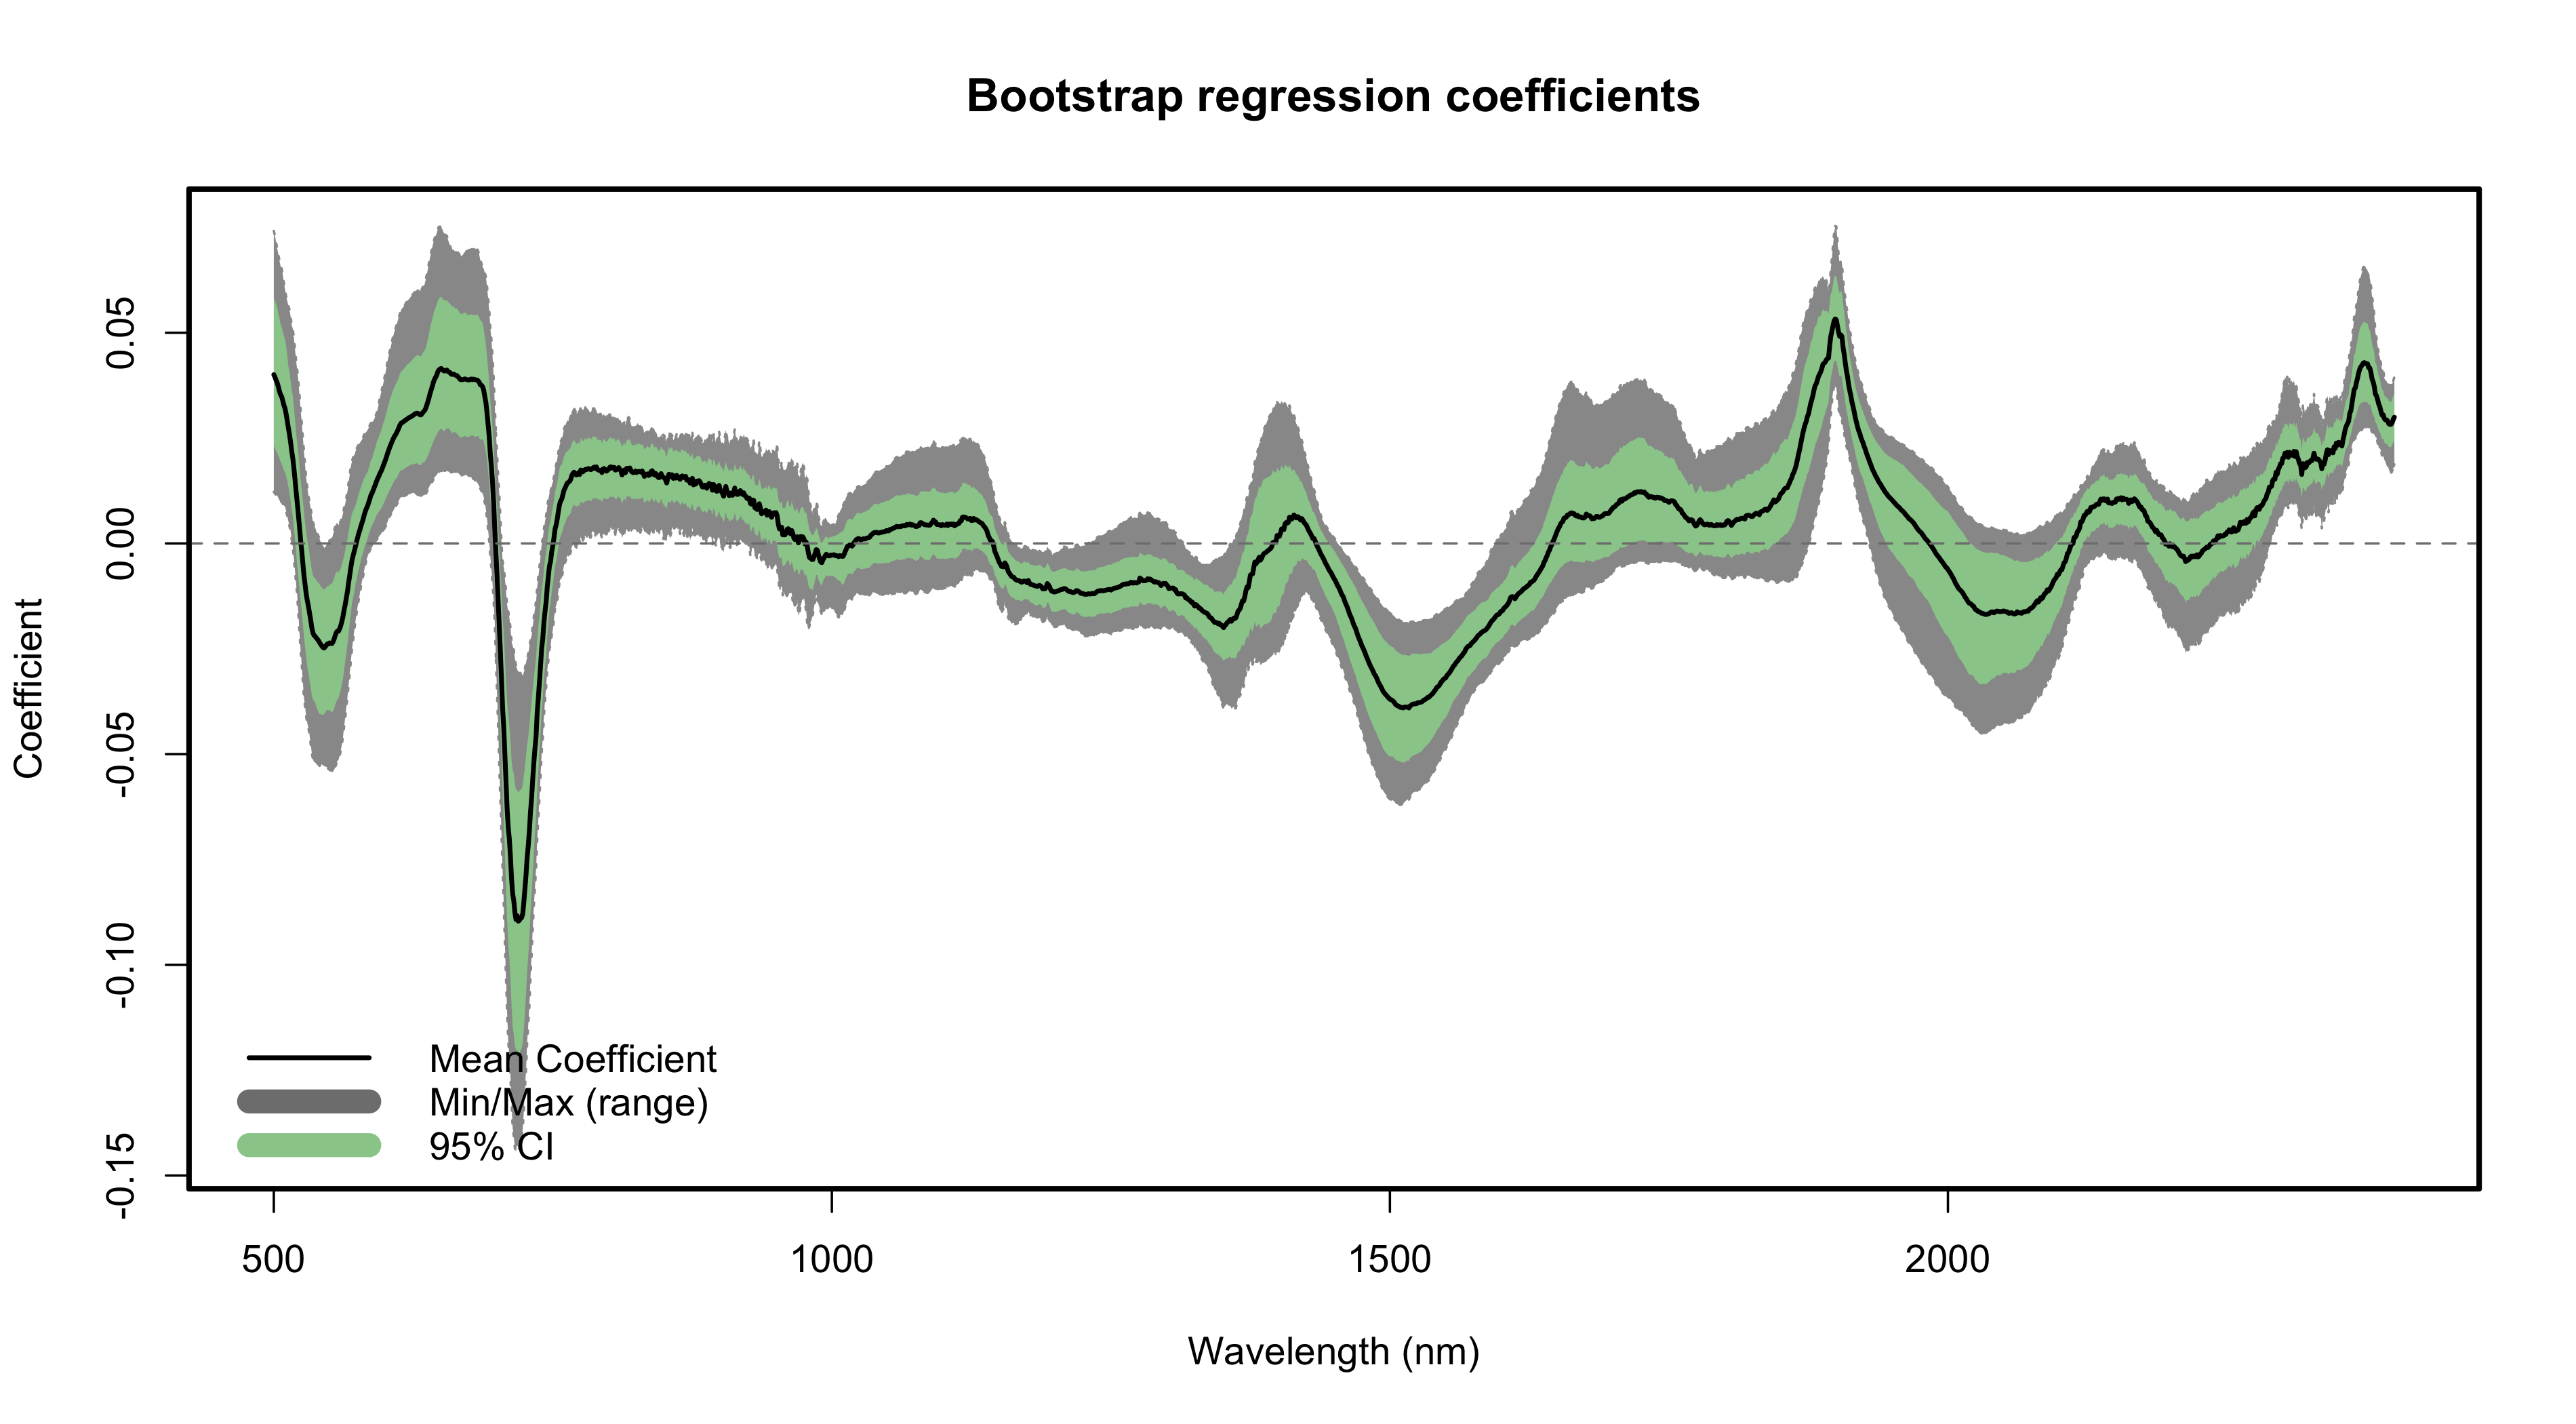 Bootstrap regression coefficients
Coefficient
0.05
0.00
-0.05
-0.10
-0.15
Mean Coefficient
Min/Max (range)
95% CI
500 1000 1500 2000
Wavelength (nm)